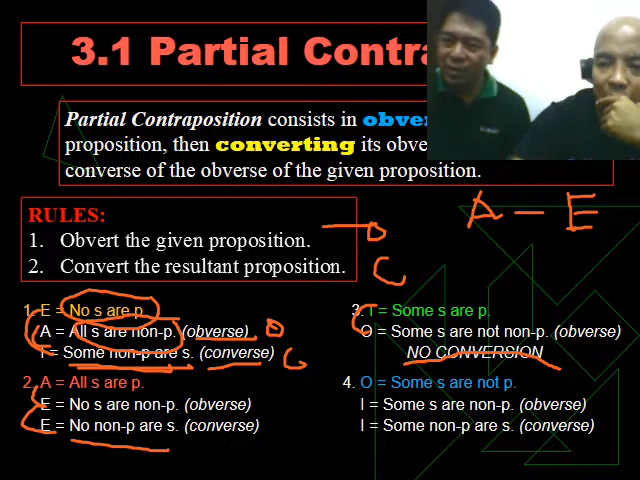 3.1 Partial Contra
Partial Contraposition consists in obver
proposition, then converting its obve
converse of the obverse of the given proposition.
RULES:
1. Obvert the given proposition.
2. Convert the resultant proposition.
O
C
A — E
1. E = No s are p.
A = All s are non-p. (obverse) O
I = Some non-p are s. (converse) C
2. A = All s are p.
E = No s are non-p. (obverse)
E = No non-p are s. (converse)
3. I = Some s are p.
O = Some s are not non-p. (obverse)
NO CONVERSION
4. O = Some s are not p.
I = Some s are non-p. (obverse)
I = Some non-p are s. (converse)